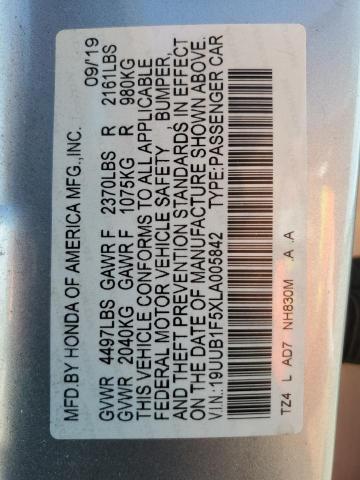 MFD.BY HONDA OF AMERICA MFG.,INC. 09/'19
GVWR 4497LBS GAWR F 2370LBS R 2161LBS
GVWR 2040KG GAWR F 1075KG R 980KG
THIS VEHICLE CONFORMS TO ALL APPLICABLE
FEDERAL MOTOR VEHICLE SAFETY , BUMPER,
AND THEFT PREVENTION STANDARDS IN EFFECT
ON THE DATE OF MANUFACTURE SHOWN ABOVE.
V.I.N.:19UUB1F5XLA005842 TYPE:PASSENGER CAR
TZ4 L AD7 NH830M .A .A